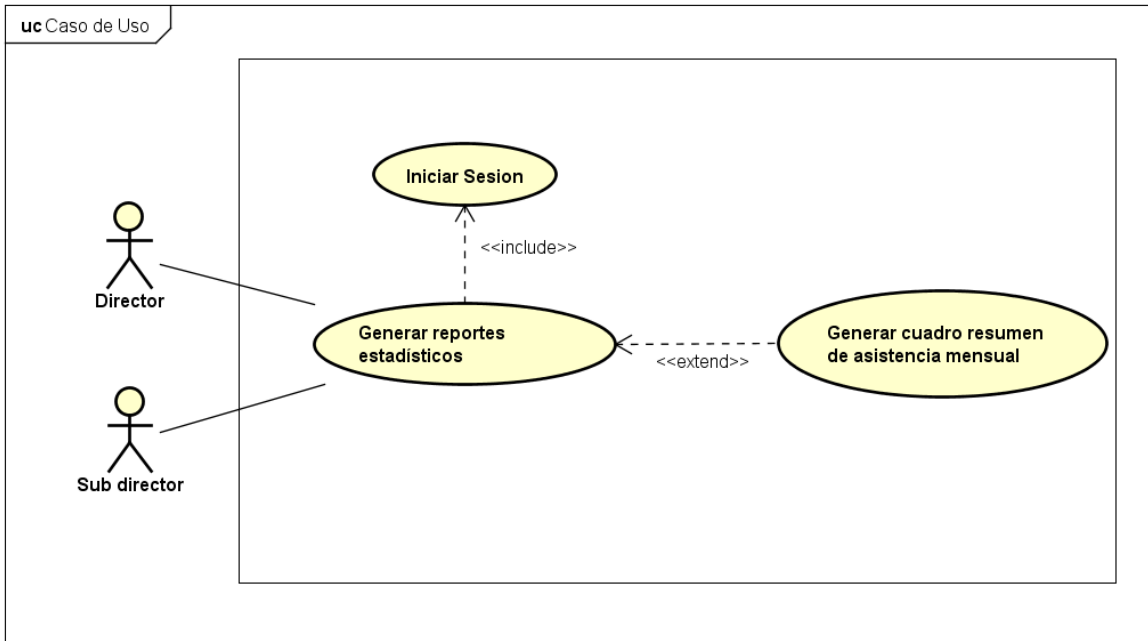 uc Caso de Uso
Iniciar Sesion
<<include>>
Director
Generar reportes
estadísticos
<<extend>>
Generar cuadro resumen
de asistencia mensual
Sub director